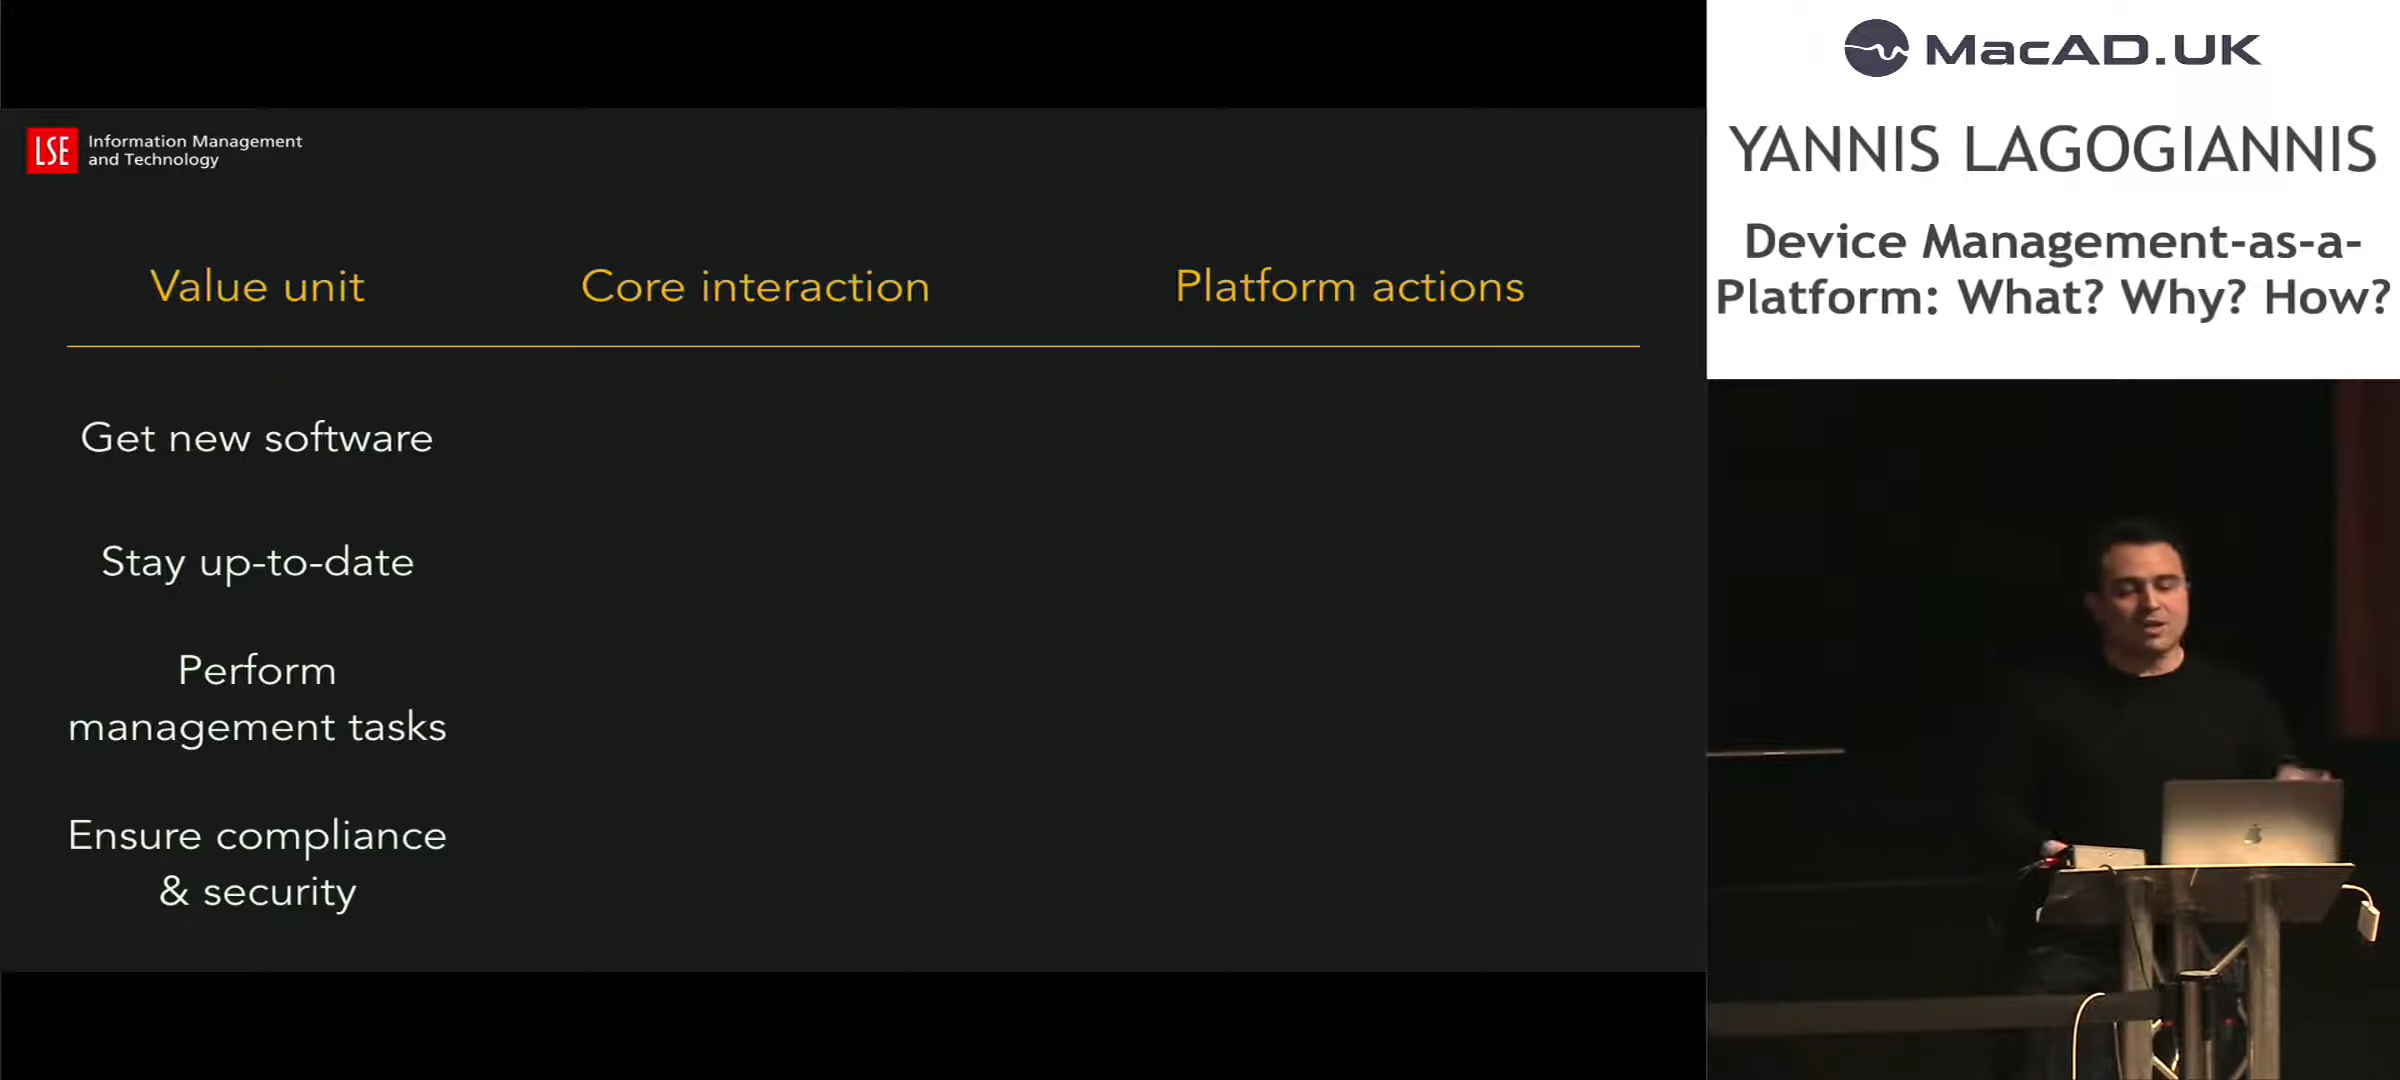 LSE
Information Management
and Technology
Value unit
Core interaction
Platform actions
Get new software
Stay up-to-date
Perform
management tasks
Ensure compliance
& security
MacAD.UK
YANNIS LAGOGIANNIS
Device Management-as-a-
Platform: What? Why? How?